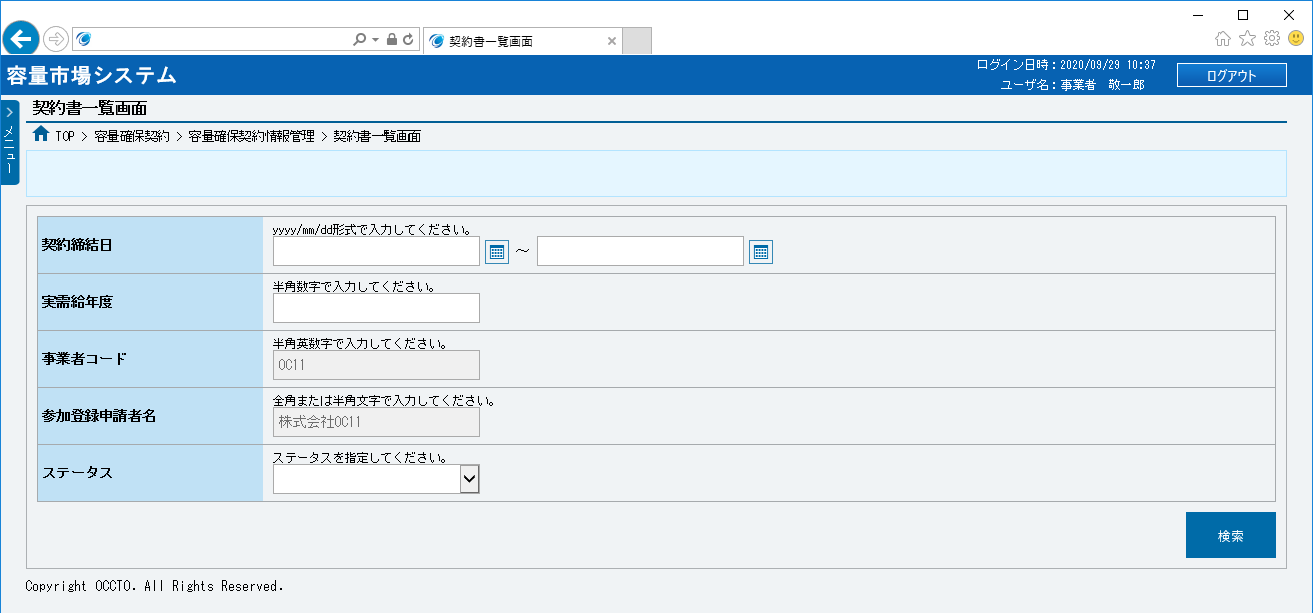 契約書一覧画面
容量市場システム
ログイン日時：2020/09/29 10:37
ユーザ名：事業者　敬一郎
ログアウト
メニュー
契約書一覧画面
TOP > 容量確保契約 > 容量確保契約情報管理 > 契約書一覧画面
契約締結日
yyyy/mm/dd形式で入力してください。
～
実需給年度
半角数字で入力してください。
事業者コード
半角英数字で入力してください。
0C11
参加登録申請者名
全角または半角文字で入力してください。
株式会社0C11
ステータス
ステータスを指定してください。
検索
Copyright OCCTO. All Rights Reserved.